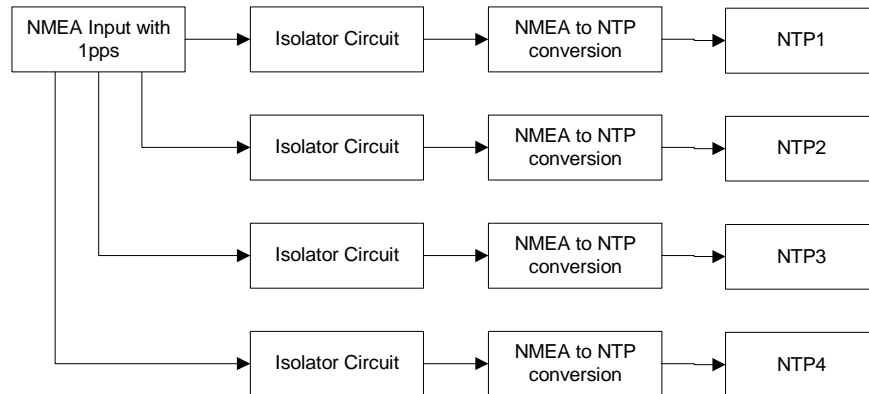 NMEA Input with
1pps
Isolator Circuit
NMEA to NTP
conversion
NTP1
Isolator Circuit
NMEA to NTP
conversion
NTP2
Isolator Circuit
NMEA to NTP
conversion
NTP3
Isolator Circuit
NMEA to NTP
conversion
NTP4